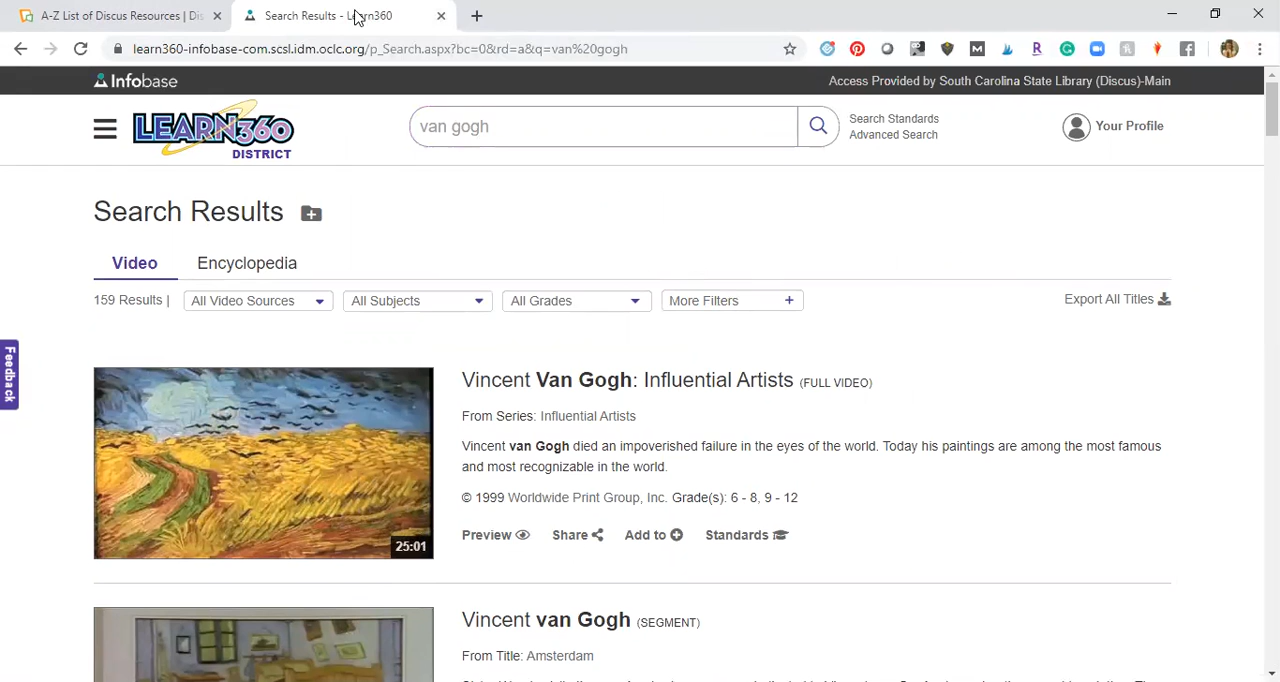 A-Z List of Discus Resources | Dis
Search Results - Learn360
learn360-infobase-com.scsl.idm.oclc.org/p_Search.aspx?bc=0&rd=a&q=van%20gogh
Infobase
Access Provided by South Carolina State Library (Discus)-Main
LEARN360
DISTRICT
van gogh
Search Standards
Advanced Search
Your Profile
Search Results
Video
Encyclopedia
159 Results |
All Video Sources
All Subjects
All Grades
More Filters +
Export All Titles
Feedback
Vincent Van Gogh: Influential Artists (FULL VIDEO)
From Series: Influential Artists
Vincent van Gogh died an impoverished failure in the eyes of the world. Today his paintings are among the most famous
and most recognizable in the world.
© 1999 Worldwide Print Group, Inc. Grade(s): 6 - 8, 9 - 12
25:01
Preview
Share
Add to
Standards
Vincent van Gogh (SEGMENT)
From Title: Amsterdam